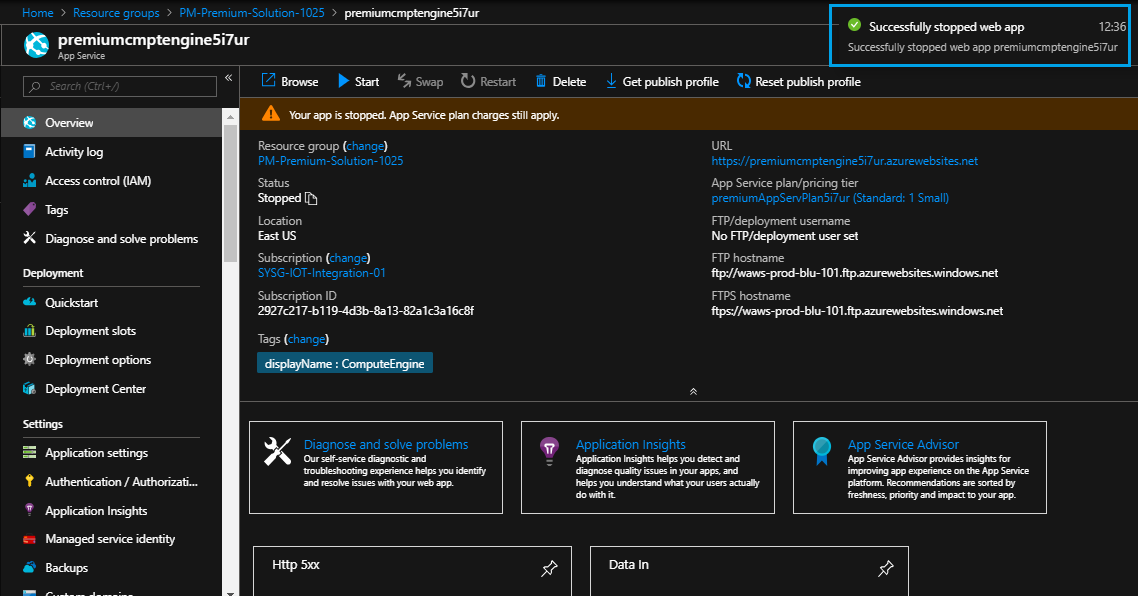 Home > Resource groups > PM-Premium-Solution-1025 > premiumcmptengine5i7ur
premiumcmptengine5i7ur
App Service
Successfully stopped web app 12:36
Successfully stopped web app premiumcmptengine5i7ur
Search (Ctrl+/)
«
Overview
Activity log
Access control (IAM)
Tags
Diagnose and solve problems
Deployment
Quickstart
Deployment slots
Deployment options
Deployment Center
Settings
Application settings
Authentication / Authorizati...
Application Insights
Managed service identity
Backups
Custom domains
Browse Start Swap Restart Delete Get publish profile Reset publish profile
Your app is stopped. App Service plan charges still apply.
Resource group (change)
PM-Premium-Solution-1025
Status
Stopped
Location
East US
Subscription (change)
SYSG-IOT-Integration-01
Subscription ID
2927c217-b119-4d3b-8a13-82a1c3a16c8f
Tags (change)
displayName : ComputeEngine
URL
https://premiumcmptengine5i7ur.azurewebsites.net
App Service plan/pricing tier
premiumAppServPlan5i7ur (Standard: 1 Small)
FTP/deployment username
No FTP/deployment user set
FTP hostname
ftp://waws-prod-blu-101.ftp.azurewebsites.windows.net
FTPS hostname
ftps://waws-prod-blu-101.ftp.azurewebsites.windows.net
Diagnose and solve problems
Our self-service diagnostic and
troubleshooting experience helps you identify
and resolve issues with your web app.
Application Insights
Application Insights helps you detect and
diagnose quality issues in your apps, and
helps you understand what your users actually
do with it.
App Service Advisor
App Service Advisor provides insights for
improving app experience on the App Service
platform. Recommendations are sorted by
freshness, priority and impact to your app.
Http 5xx
Data In